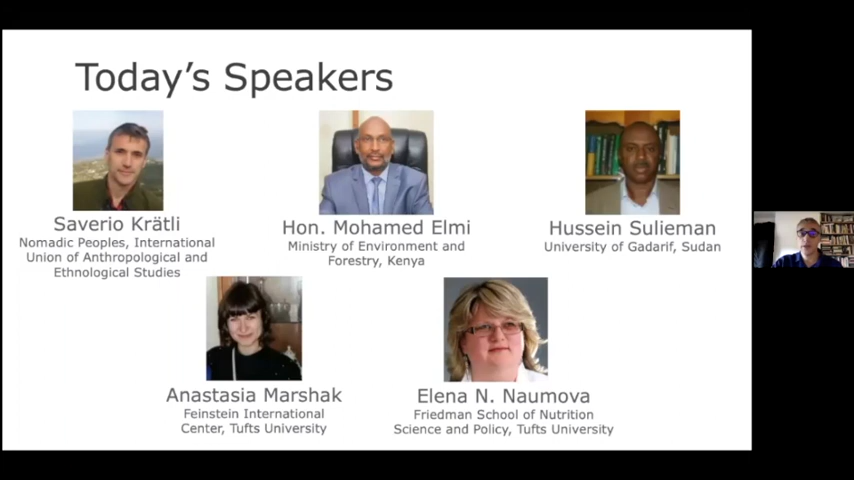 Today's Speakers
Saverio Krätli
Nomadic Peoples, International
Union of Anthropological and
Ethnological Studies
Hon. Mohamed Elmi
Ministry of Environment and
Forestry, Kenya
Hussein Sulieman
University of Gadarif, Sudan
Anastasia Marshak
Feinstein International
Center, Tufts University
Elena N. Naumova
Friedman School of Nutrition
Science and Policy, Tufts University